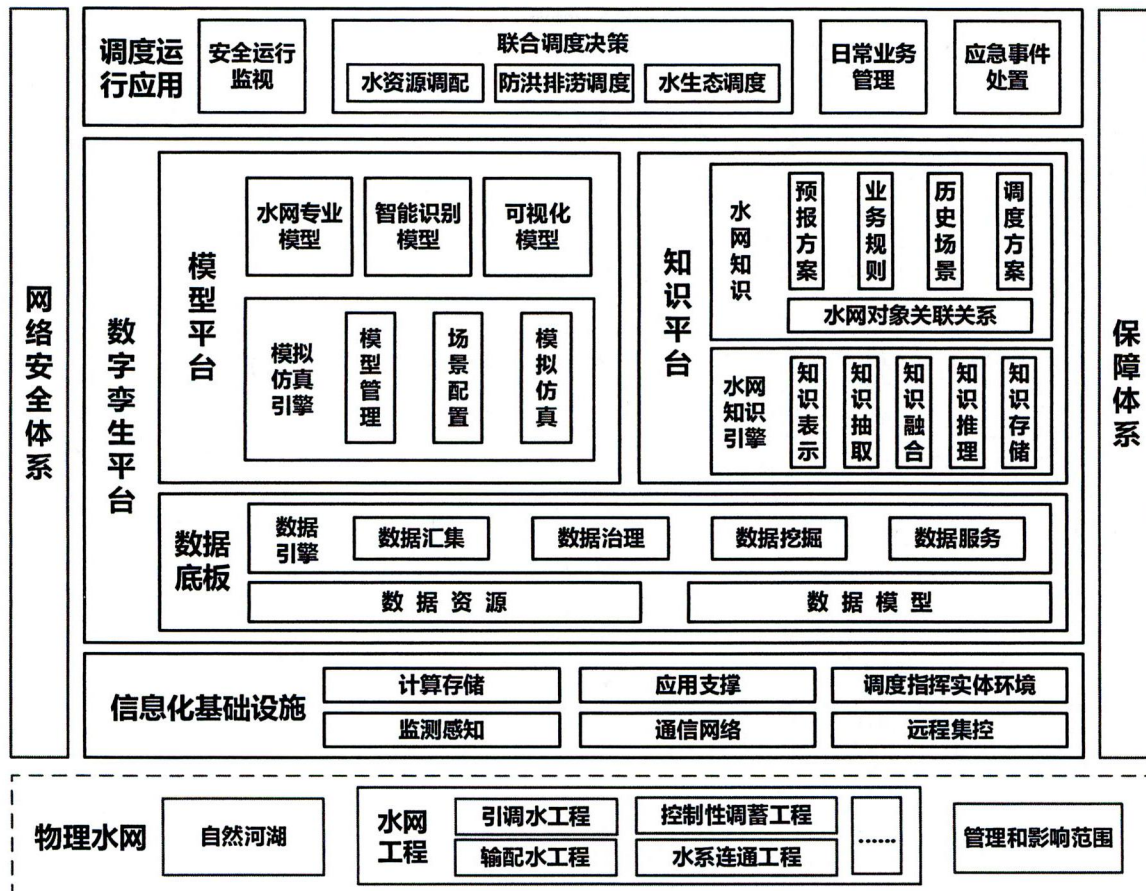 调度运
行应用
安全运行
监视
联合调度决策
水资源调配
防洪排涝调度
水生态调度
日常业务
管理
应急事件
处置
网络安全体系
数字孪生平台
模型平台
水网专业
模型
智能识别
模型
可视化
模型
模拟
仿真
引擎
模型管理
场景配置
模拟仿真
知识平台
水网知识
预报方案
业务规则
历史场景
调度方案
水网对象关联关系
水网
知识
引擎
知识表示
知识抽取
知识融合
知识推理
知识存储
数据
底板
数据
引擎
数据汇集
数据治理
数据挖掘
数据服务
数据资源
数据模型
保障体系
信息化基础设施
计算存储
应用支撑
调度指挥实体环境
监测感知
通信网络
远程集控
物理水网
自然河湖
水网
工程
引调水工程
控制性调蓄工程
输配水工程
水系连通工程
……
管理和影响范围